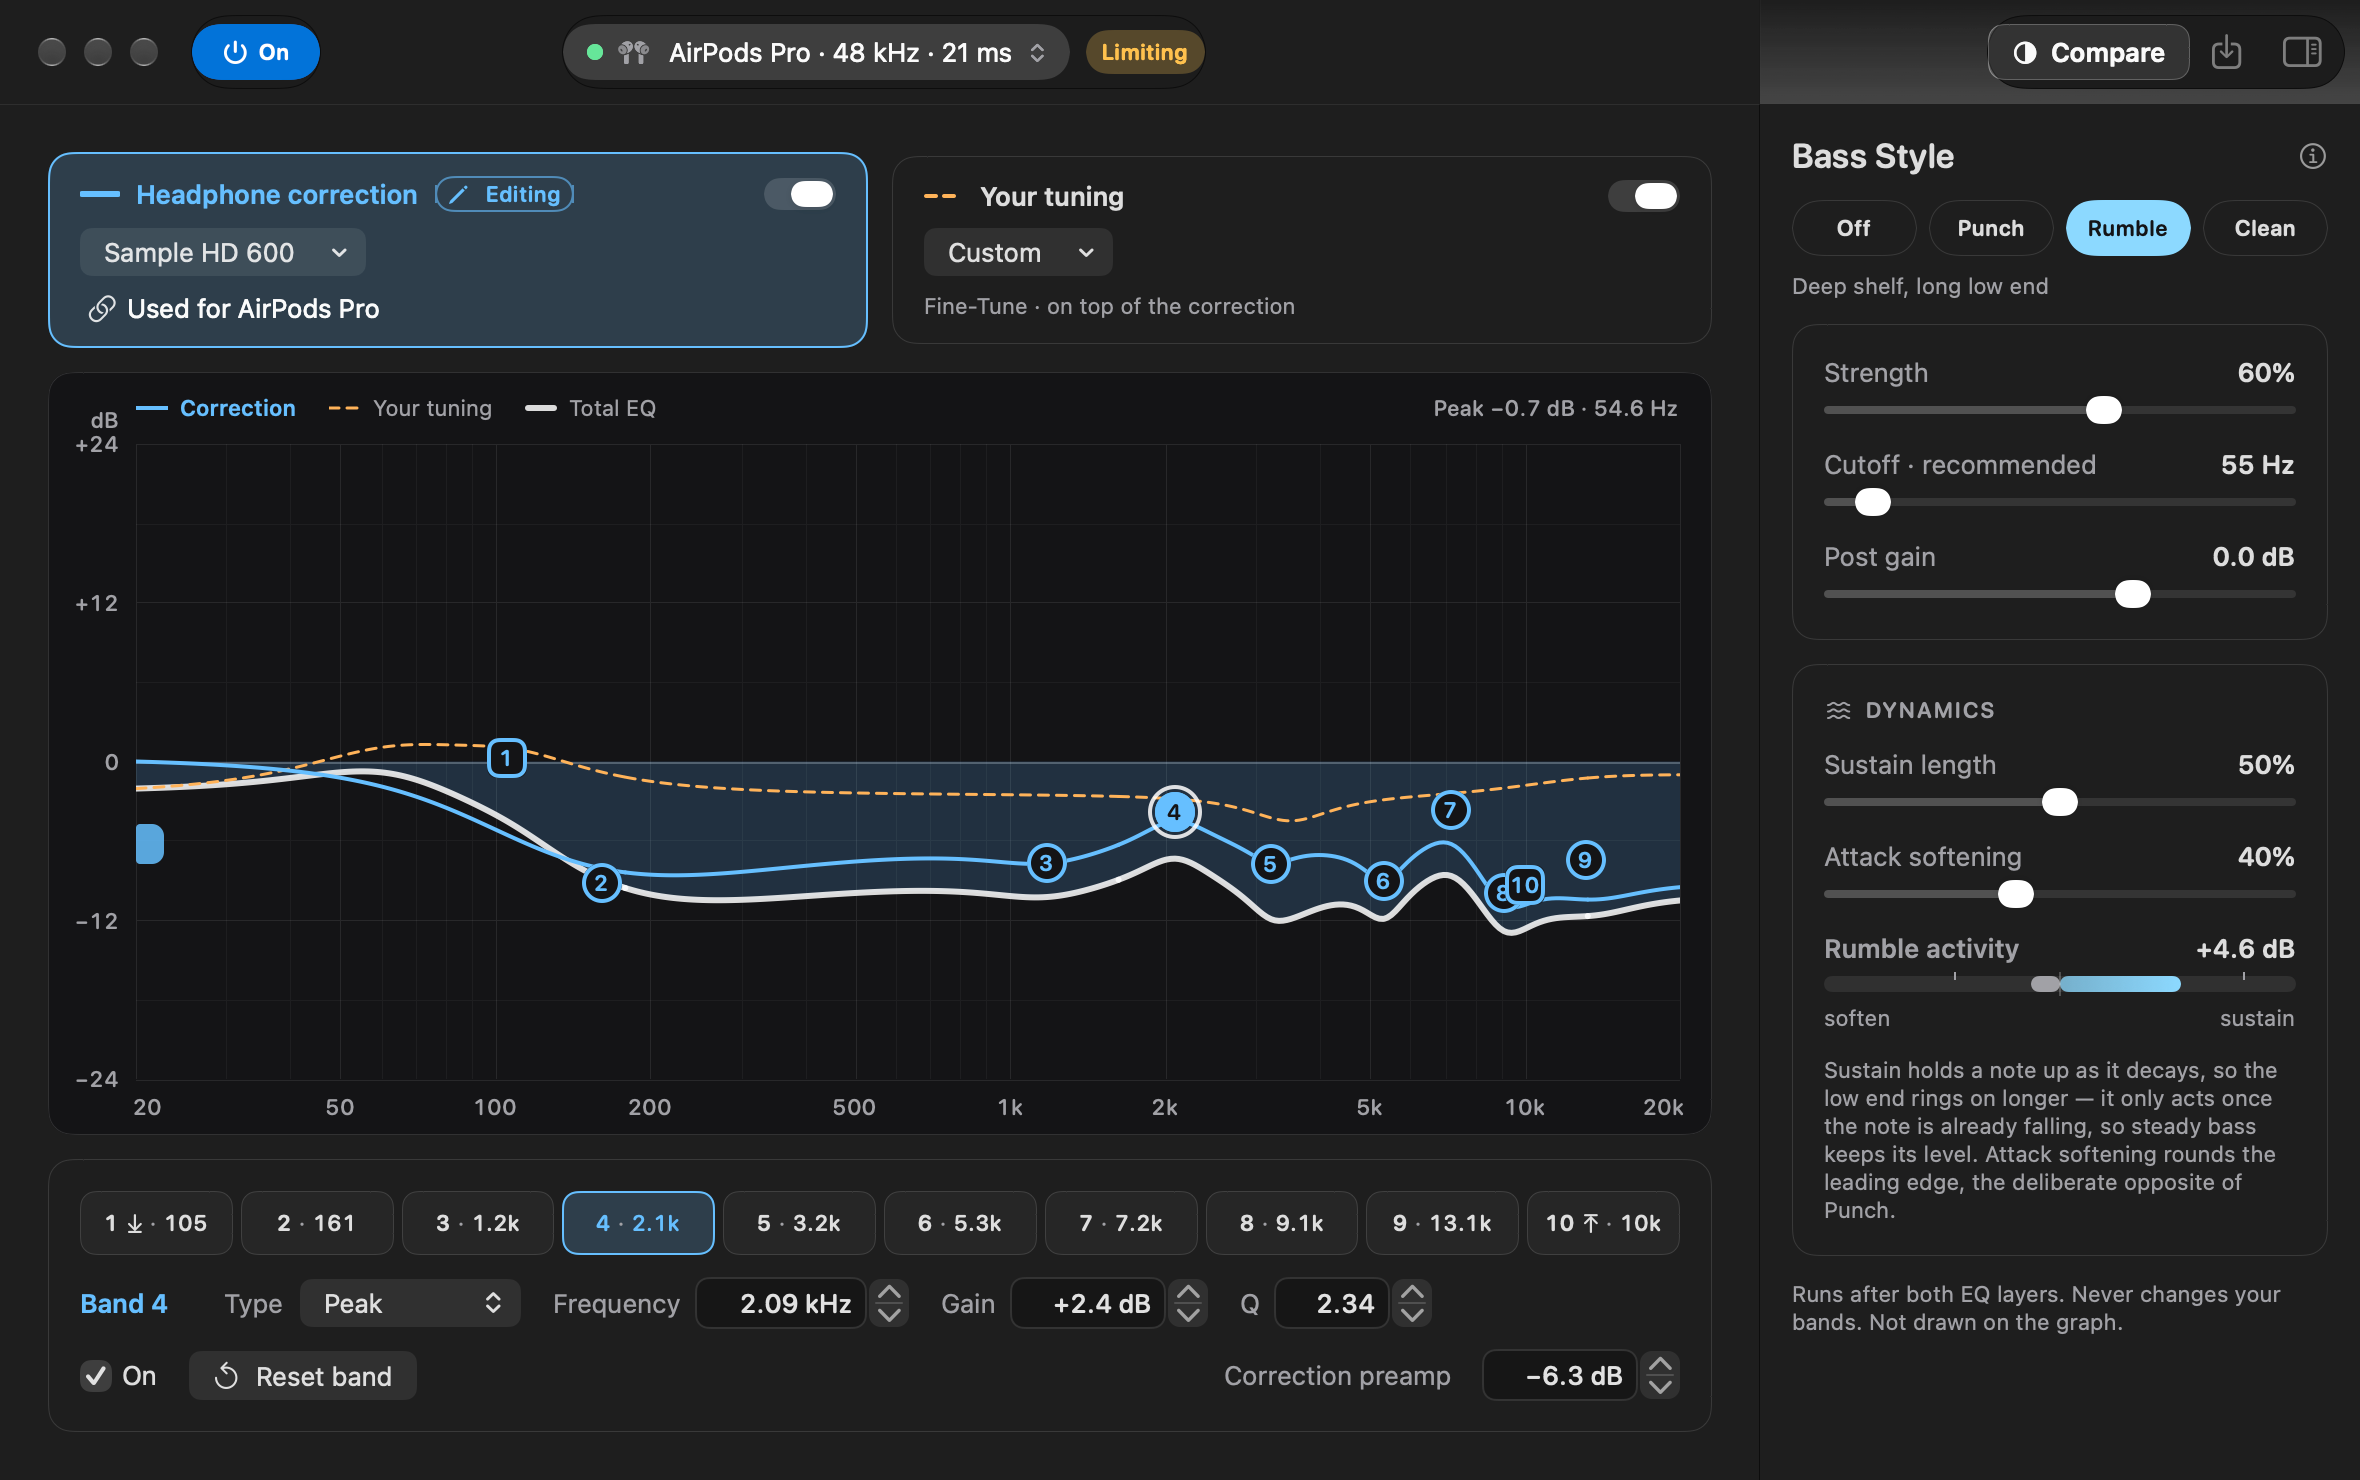 On
AirPods Pro · 48 kHz · 21 ms
Limiting
Compare
Headphone correction
Editing
Sample HD 600
Used for AirPods Pro
Your tuning
Custom
Fine-Tune · on top of the correction
Correction
Your tuning
Total EQ
Peak −0.7 dB · 54.6 Hz
dB
+24
+12
0
−12
−24
1
2
3
4
5
6
7
8
10
9
20
50
100
200
500
1k
2k
5k
10k
20k
1 · 105
2 · 161
3 · 1.2k
4 · 2.1k
5 · 3.2k
6 · 5.3k
7 · 7.2k
8 · 9.1k
9 · 13.1k
10 · 10k
Band 4
Type
Peak
Frequency
2.09 kHz
Gain
+2.4 dB
Q
2.34
On
Reset band
Correction preamp
−6.3 dB
Bass Style
Off
Punch
Rumble
Clean
Deep shelf, long low end
Strength
60%
Cutoff · recommended
55 Hz
Post gain
0.0 dB
DYNAMICS
Sustain length
50%
Attack softening
40%
Rumble activity
+4.6 dB
soften
sustain
Sustain holds a note up as it decays, so the
low end rings on longer — it only acts once
the note is already falling, so steady bass
keeps its level. Attack softening rounds the
leading edge, the deliberate opposite of
Punch.
Runs after both EQ layers. Never changes your
bands. Not drawn on the graph.